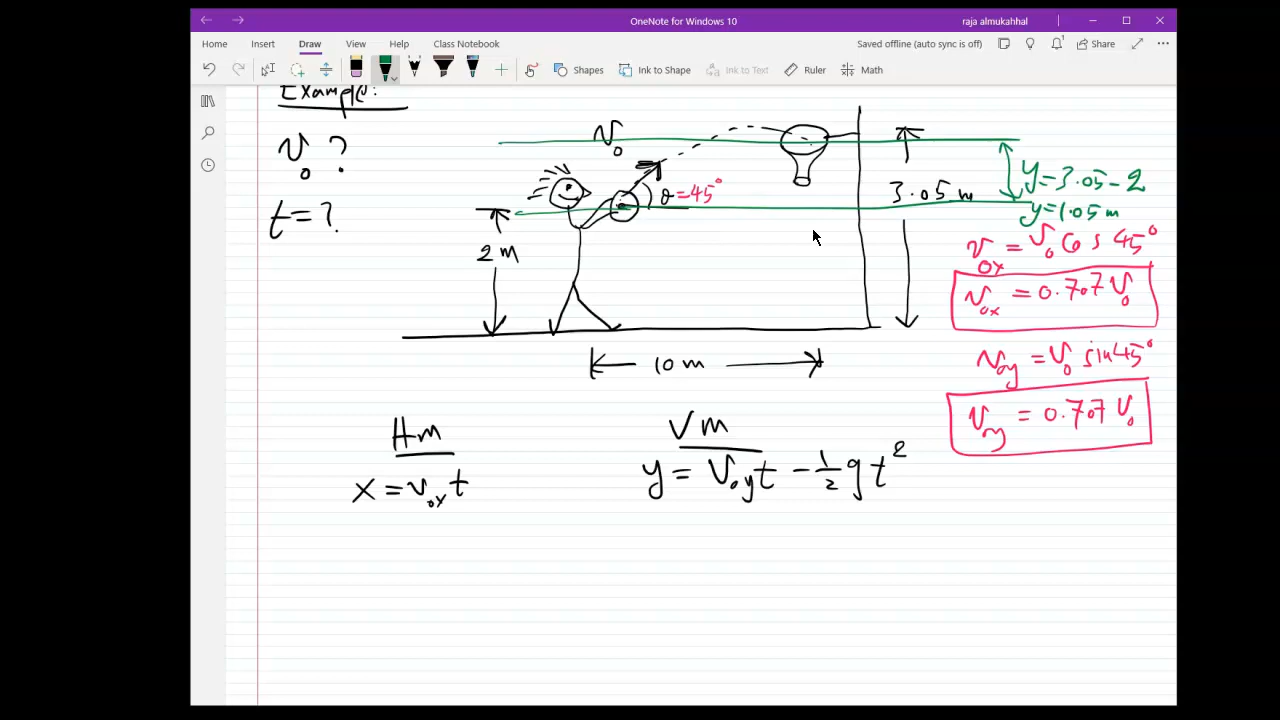 OneNote for Windows 10
raja almukahhal
Home Insert Draw View Help Class Notebook
Saved offline (auto sync is off)
Share
Shapes
Ink to Shape
Ink to Text
Ruler
Math
Example:
v₀ ?
t = ?
v₀
θ = 45°
2 m
10 m
3.05 m
y = 3.05 - 2
y = 1.05 m
v₀ₓ = v₀ Cos 45°
v₀ₓ = 0.707 v₀
v₀y = v₀ sin 45°
v₀y = 0.707 v₀
Hm
x = v₀ₓ t
Vm
y = v₀y t - 1/2 g t²